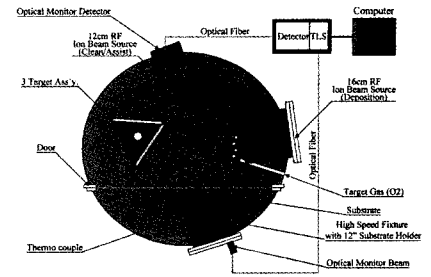 Optical Monitor Detector
Optical Fiber
Computer
Detector TLS
12cm RF
Ion Beam Source
(Clean/Assist)
3 Target Ass'y.
16cm RF
Ion Beam Source
(Deposition)
Optical Fiber
Door
Target Gas (O2)
Substrate
High Speed Fixture
with 12" Substrate Holder
Thermo couple
Optical Monitor Beam